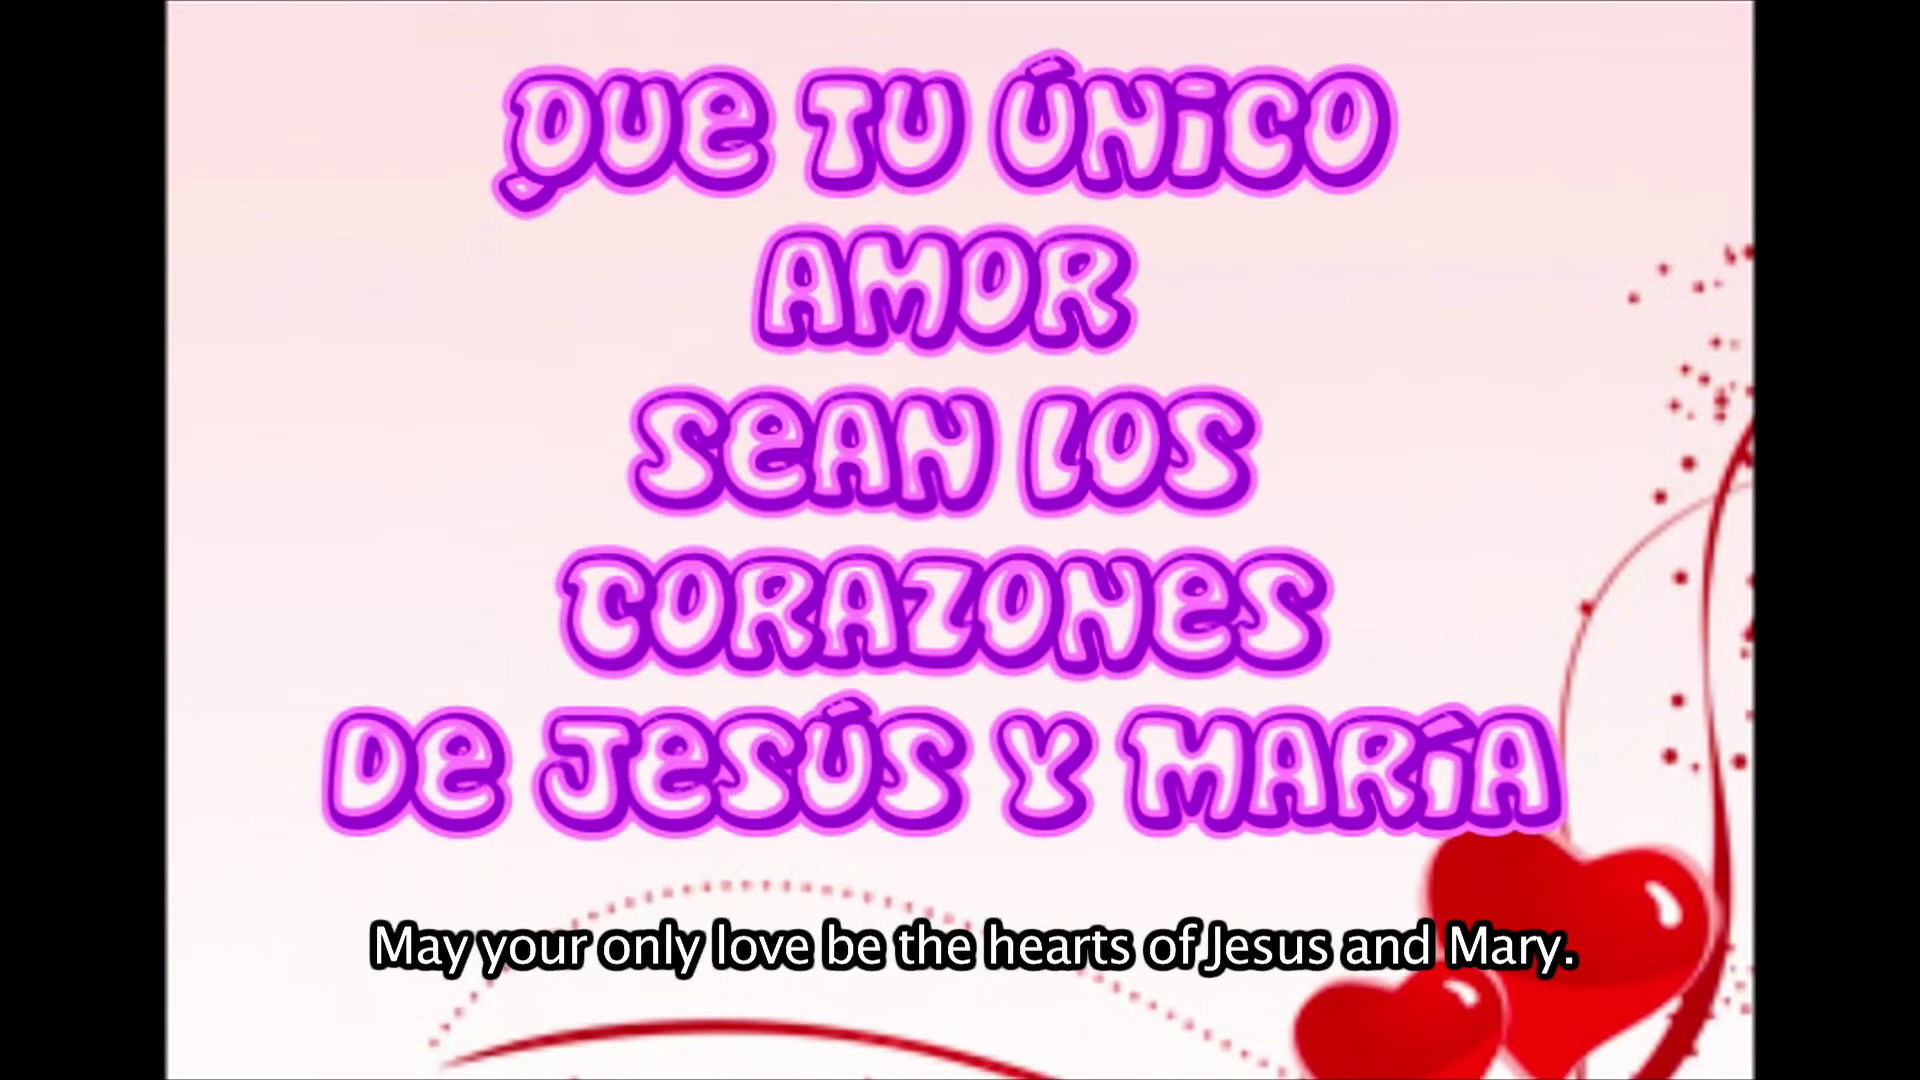 QUE TU ÚNICO
AMOR
SEAN LOS
CORAZONES
DE JESÚS Y MARÍA
May your only love be the hearts of Jesus and Mary.